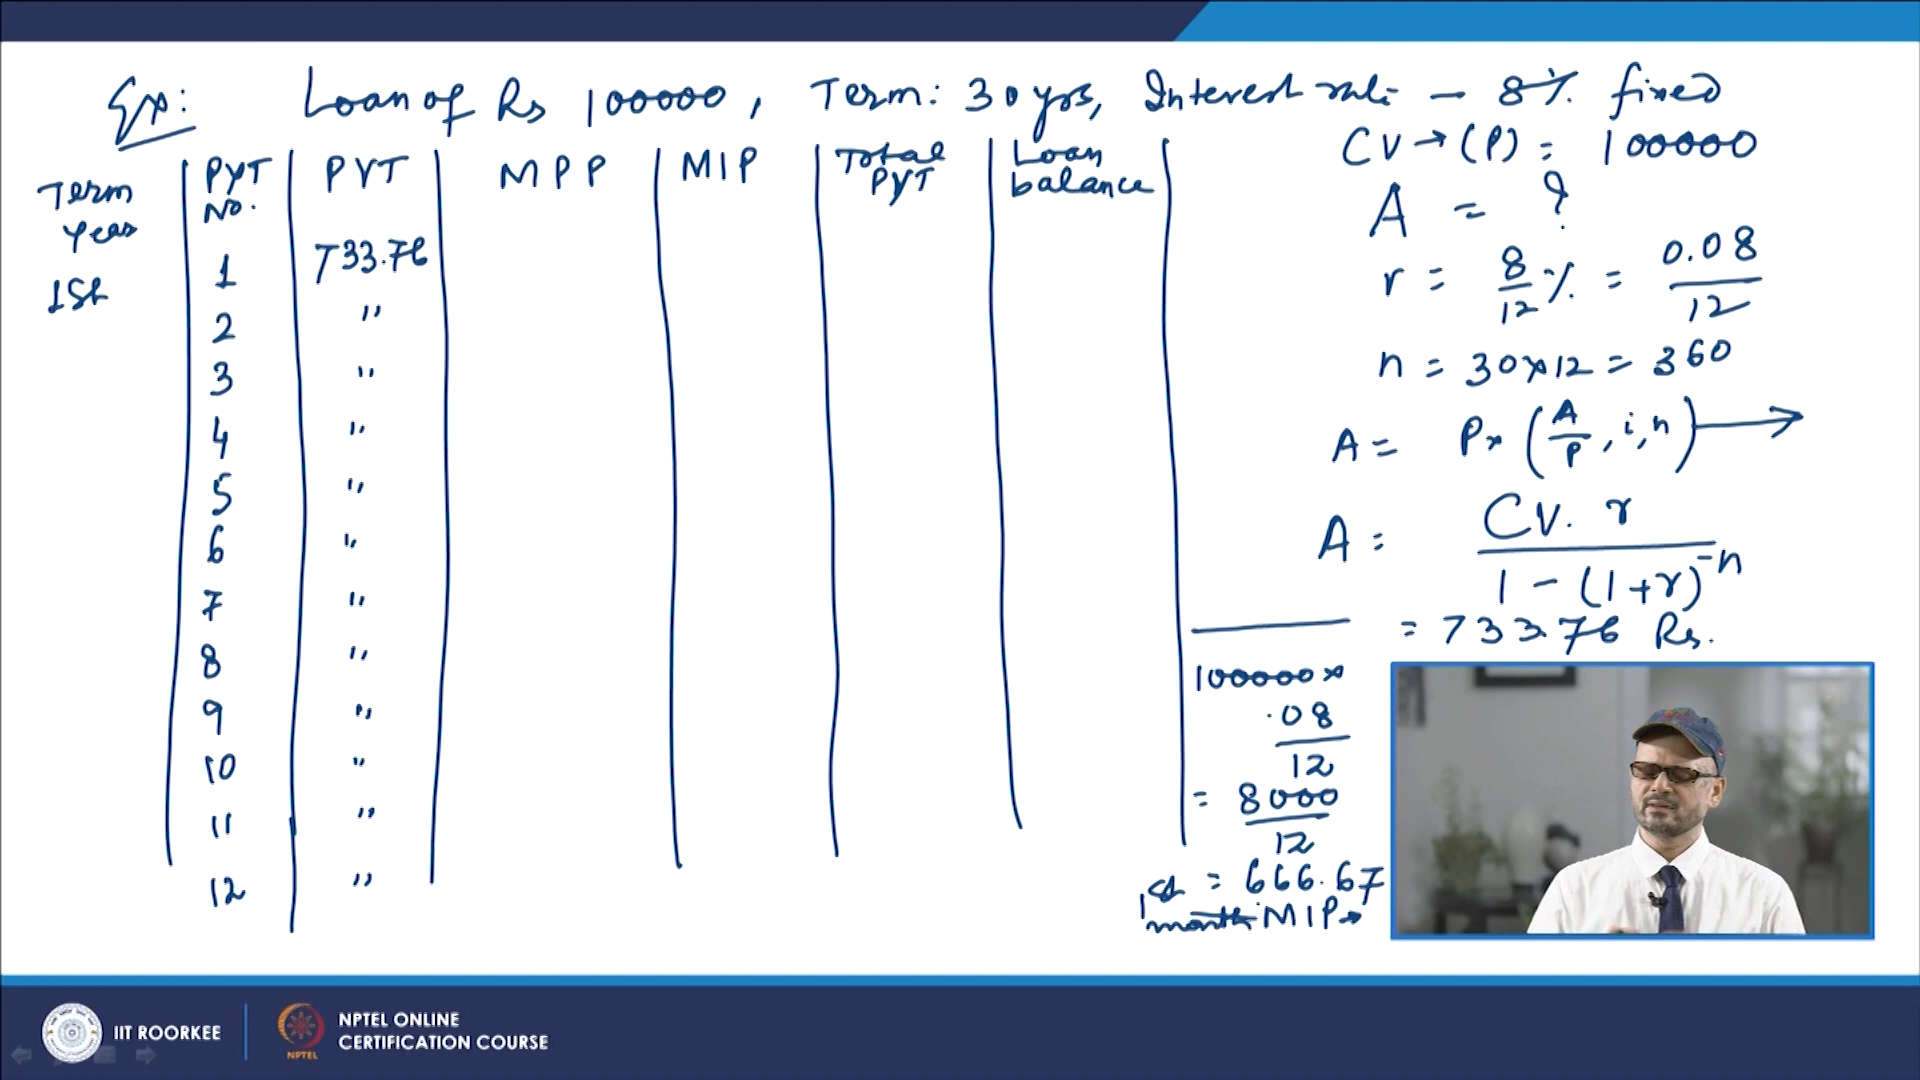 Ex: Loan of Rs 100000, Term: 30 yrs, Interest rate - 8% fixed
Term Year
PYT No.
PYT
MPP
MIP
Total PYT
Loan balance
1st
1 733.76
2 "
3 "
4 "
5 "
6 "
7 "
8 "
9 "
10 "
11 "
12 "
CV → (P) = 100000
A = ?
r = 8/12 % = 0.08/12
n = 30×12 = 360
A = P× (A/P, i, n) →
A = CV. r / 1 - (1+r)^-n
= 733.76 Rs.
100000 ×
.08
12
= 8000
12
1st = 666.67
month MIP →
IIT ROORKEE
NPTEL
NPTEL ONLINE
CERTIFICATION COURSE